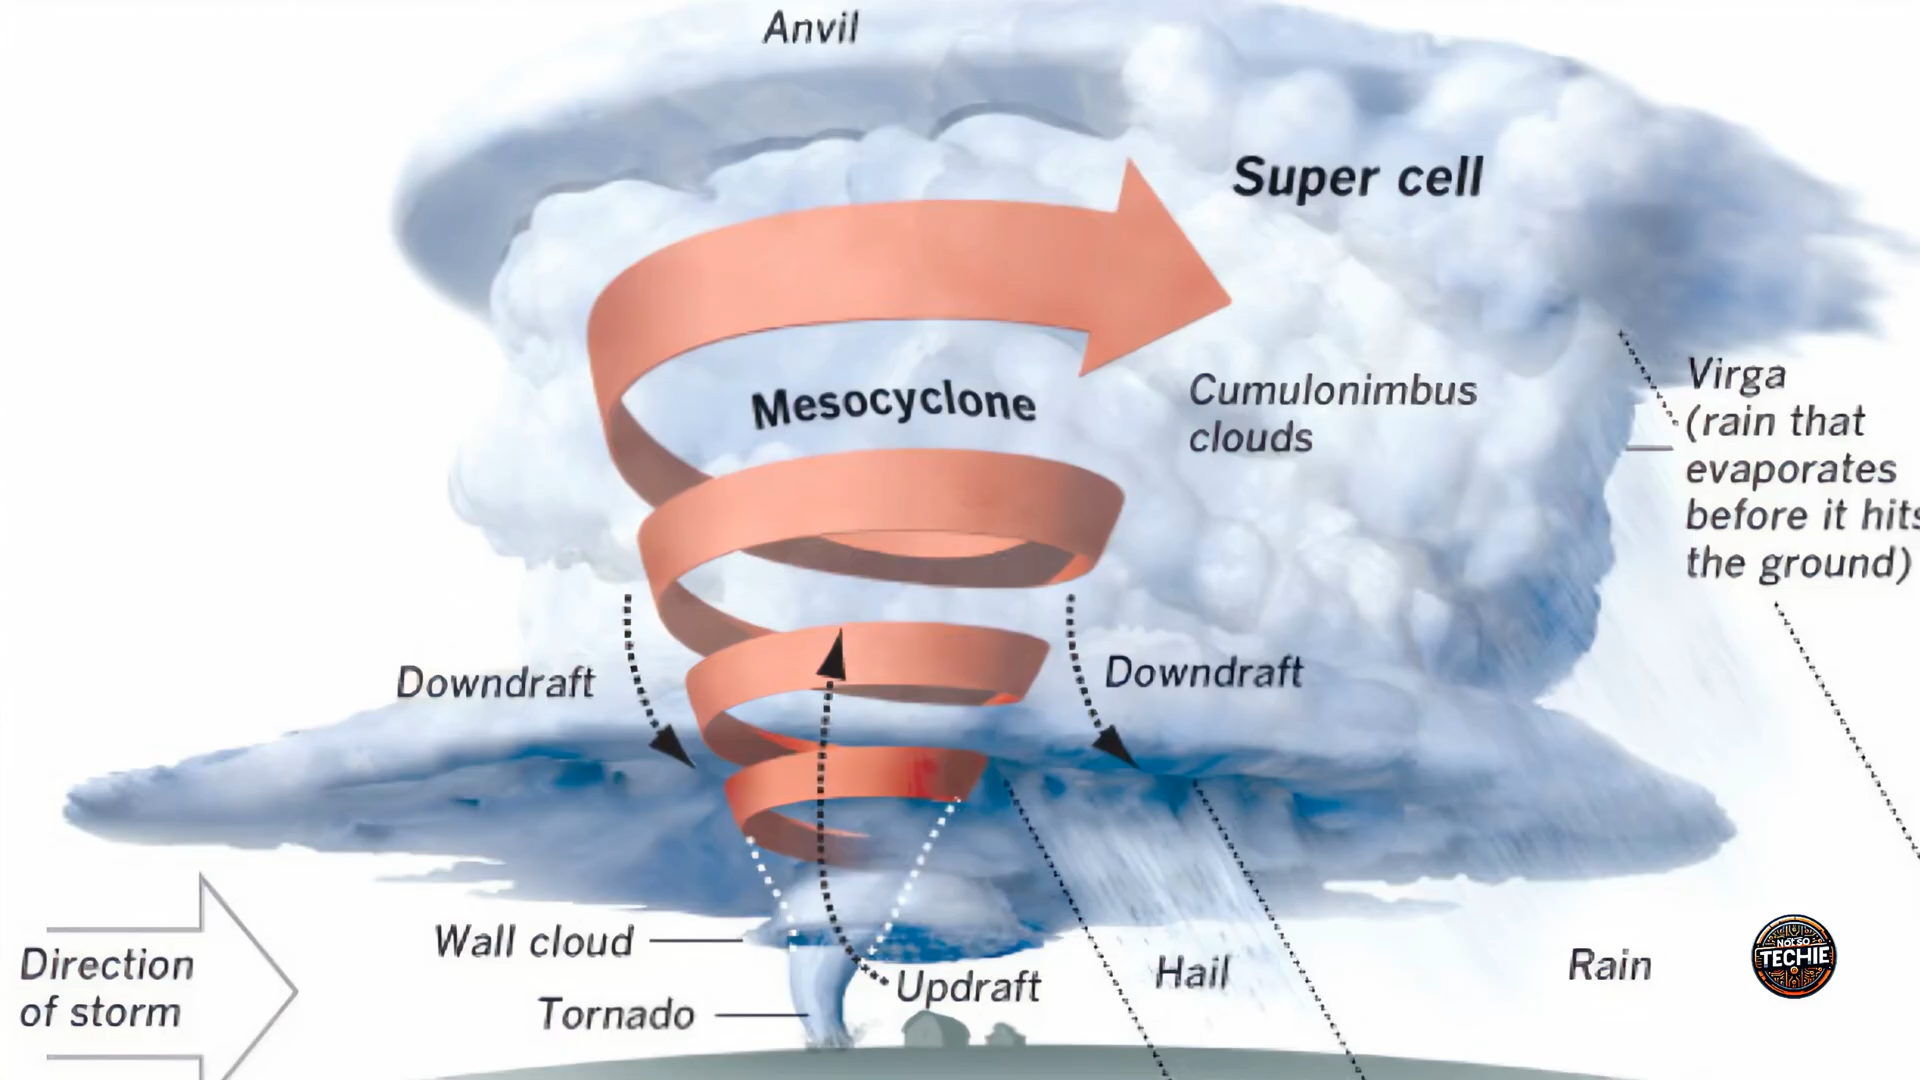 Anvil
Super cell
Mesocyclone
Cumulonimbus
clouds
Virga
(rain that
evaporates
before it hits
the ground)
Downdraft
Downdraft
Direction
of storm
Wall cloud
Tornado
Updraft
Hail
Rain
NOT SO
TECHIE